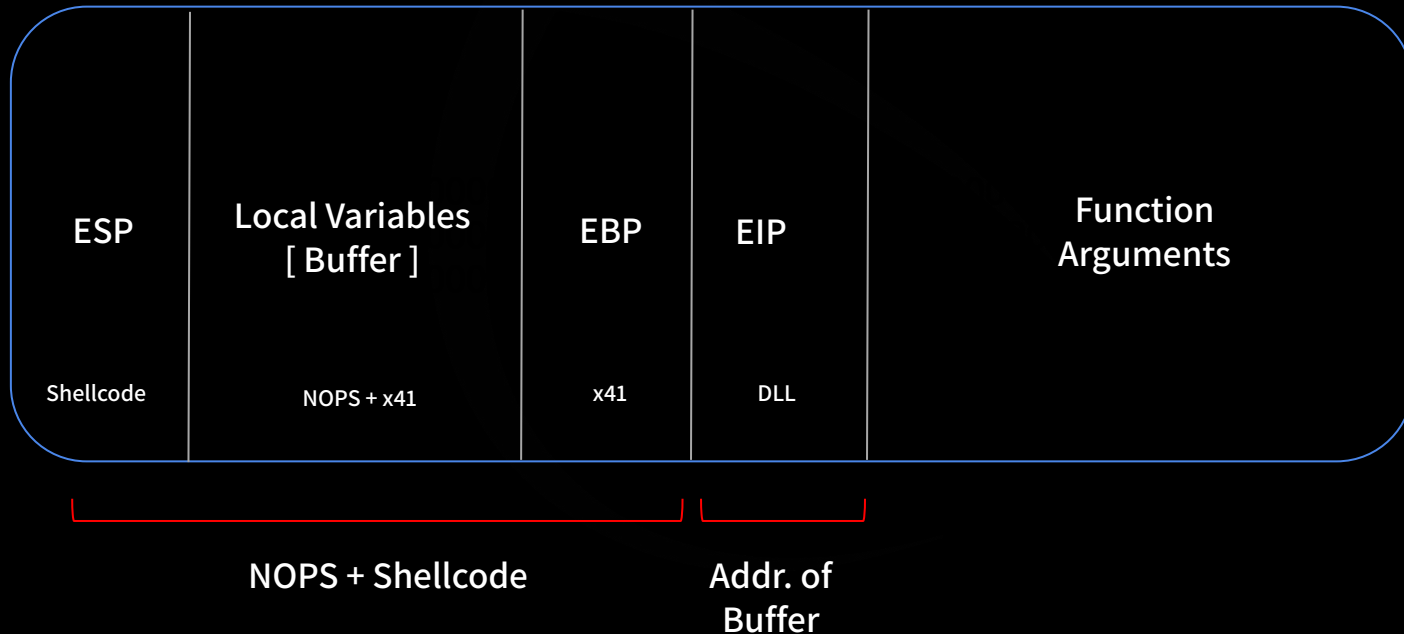 ESP
Local Variables
[ Buffer ]
EBP
EIP
Function
Arguments
Shellcode
NOPS + x41
x41
DLL
NOPS + Shellcode
Addr. of
Buffer